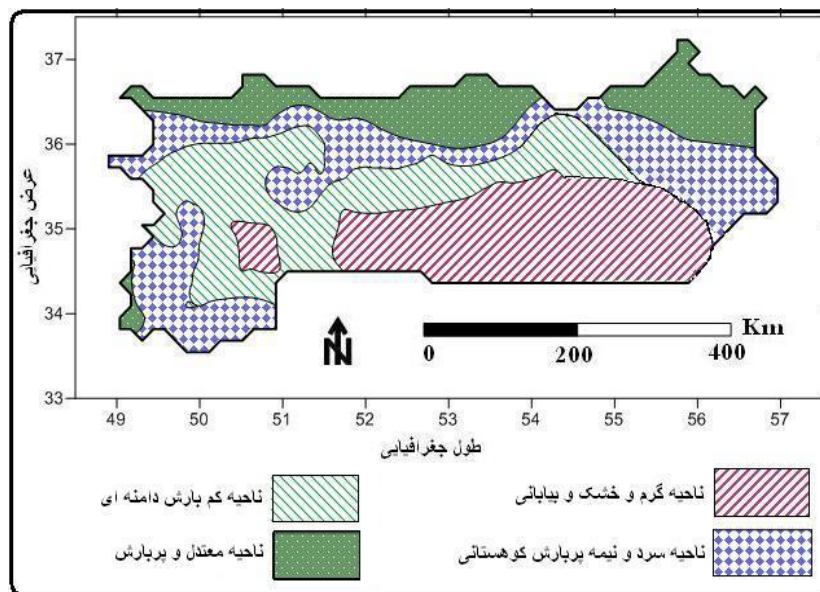 37
36
35
34
33
عرض جغرافیایی
49 50 51 52 53 54 55 56 57
طول جغرافیایی
N
0 200 400 Km
ناحیه گرم و خشک و بیابانی
ناحیه کم بارش دامنه ای
ناحیه سرد و نیمه پربارش کوهستانی
ناحیه معتدل و پربارش